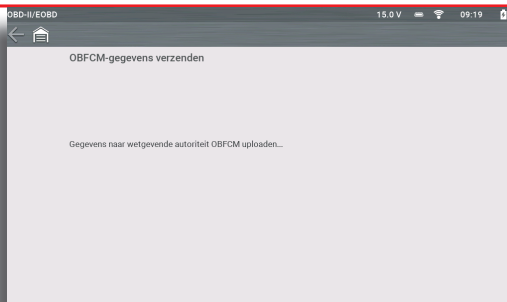 OBD-II/EOBD 15.0 V 09:19
OBFCM-gegevens verzenden
Gegevens naar wetgevende autoriteit OBFCM uploaden...